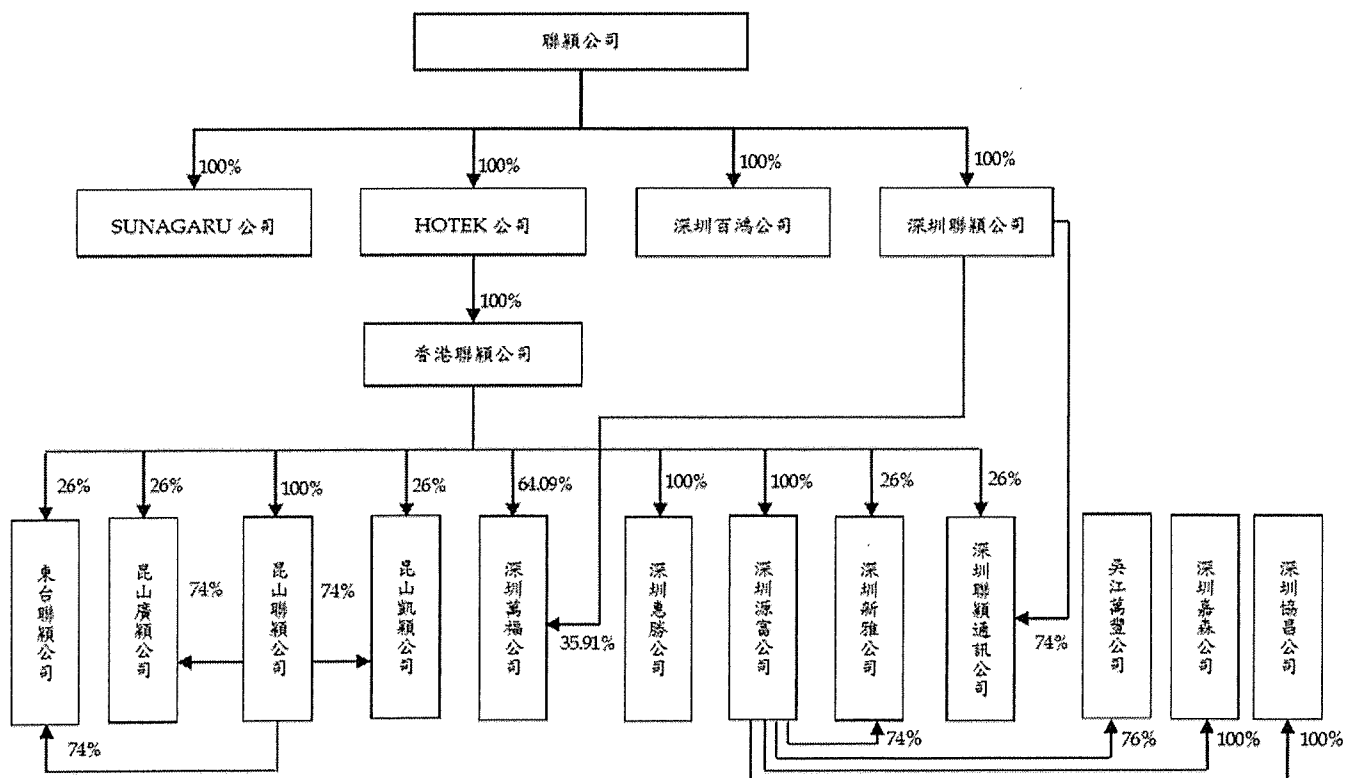 聯穎公司
100%
100%
100%
100%
SUNAGARU 公司
HOTEK 公司
深圳百鴻公司
深圳聯穎公司
100%
香港聯穎公司
26%
26%
100%
26%
64.09%
100%
100%
26%
26%
東台聯穎公司
昆山廣穎公司
74%
昆山聯穎公司
74%
昆山凱穎公司
深圳萬福公司
35.91%
深圳惠勝公司
深圳源富公司
深圳新雅公司
深圳聯穎通訊公司
74%
吳江萬豐公司
深圳嘉森公司
深圳協昌公司
74%
74%
76%
100%
100%